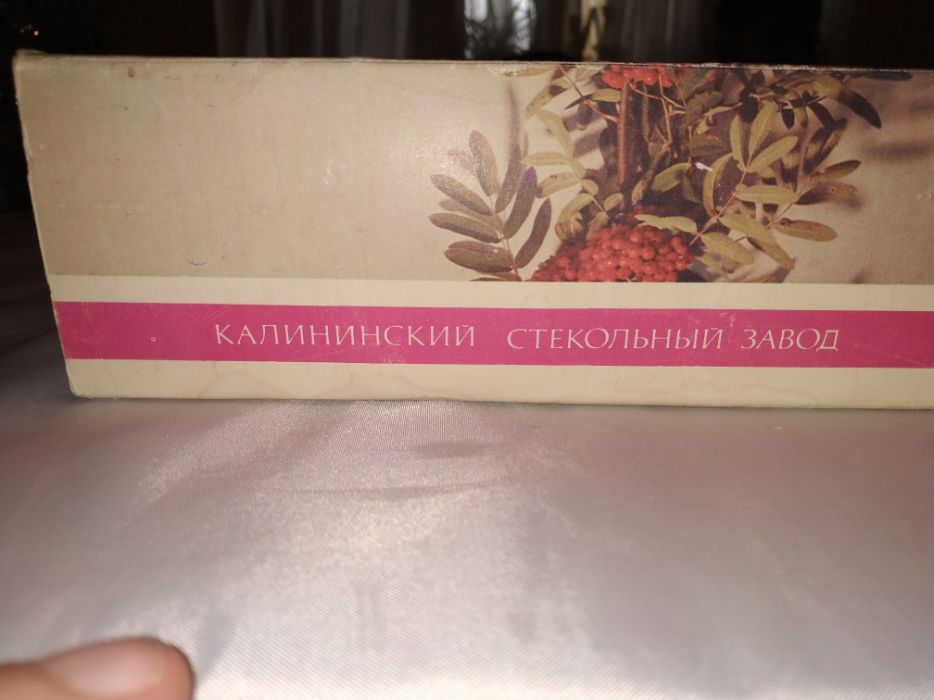 КАЛИНИНСКИЙ СТЕКОЛЬНЫЙ ЗАВОД